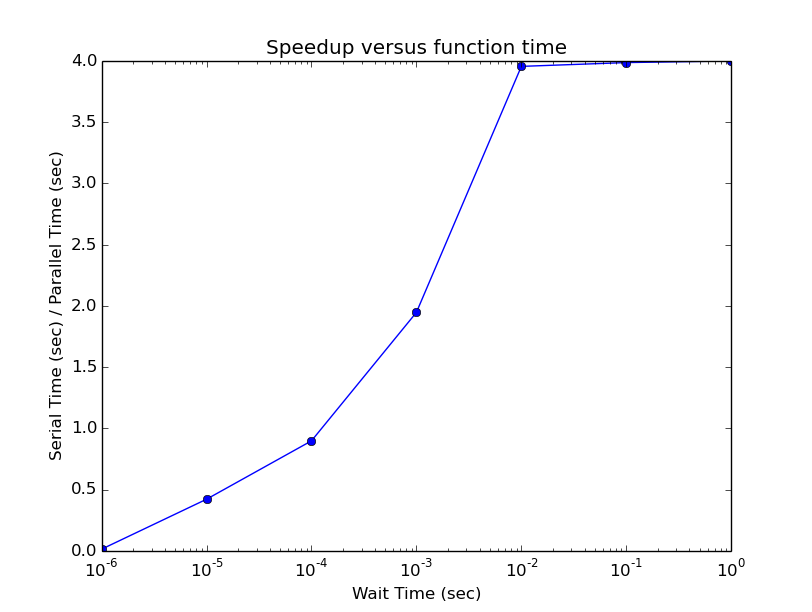 Speedup versus function time
Serial Time (sec) / Parallel Time (sec)
4.0
3.5
3.0
2.5
2.0
1.5
1.0
0.5
0.0
10^-6 10^-5 10^-4 10^-3 10^-2 10^-1 10^0
Wait Time (sec)